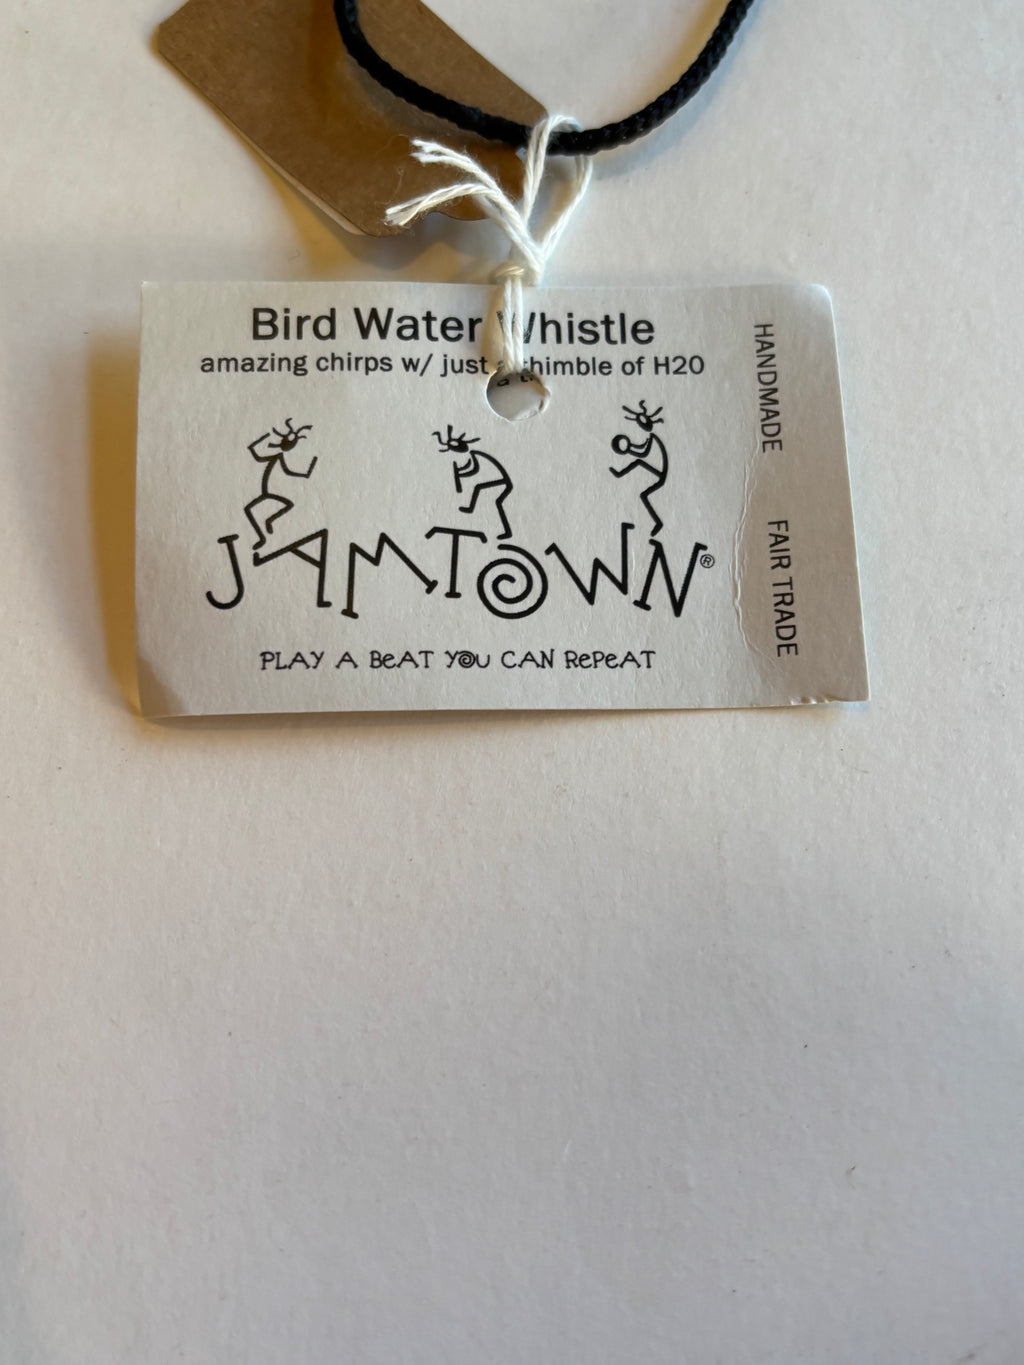 Bird Water Whistle
amazing chirps w/ just a thimble of H20
JAMTOWN®
PLAY A BEAT YOU CAN REPEAT
HANDMADE
FAIR TRADE